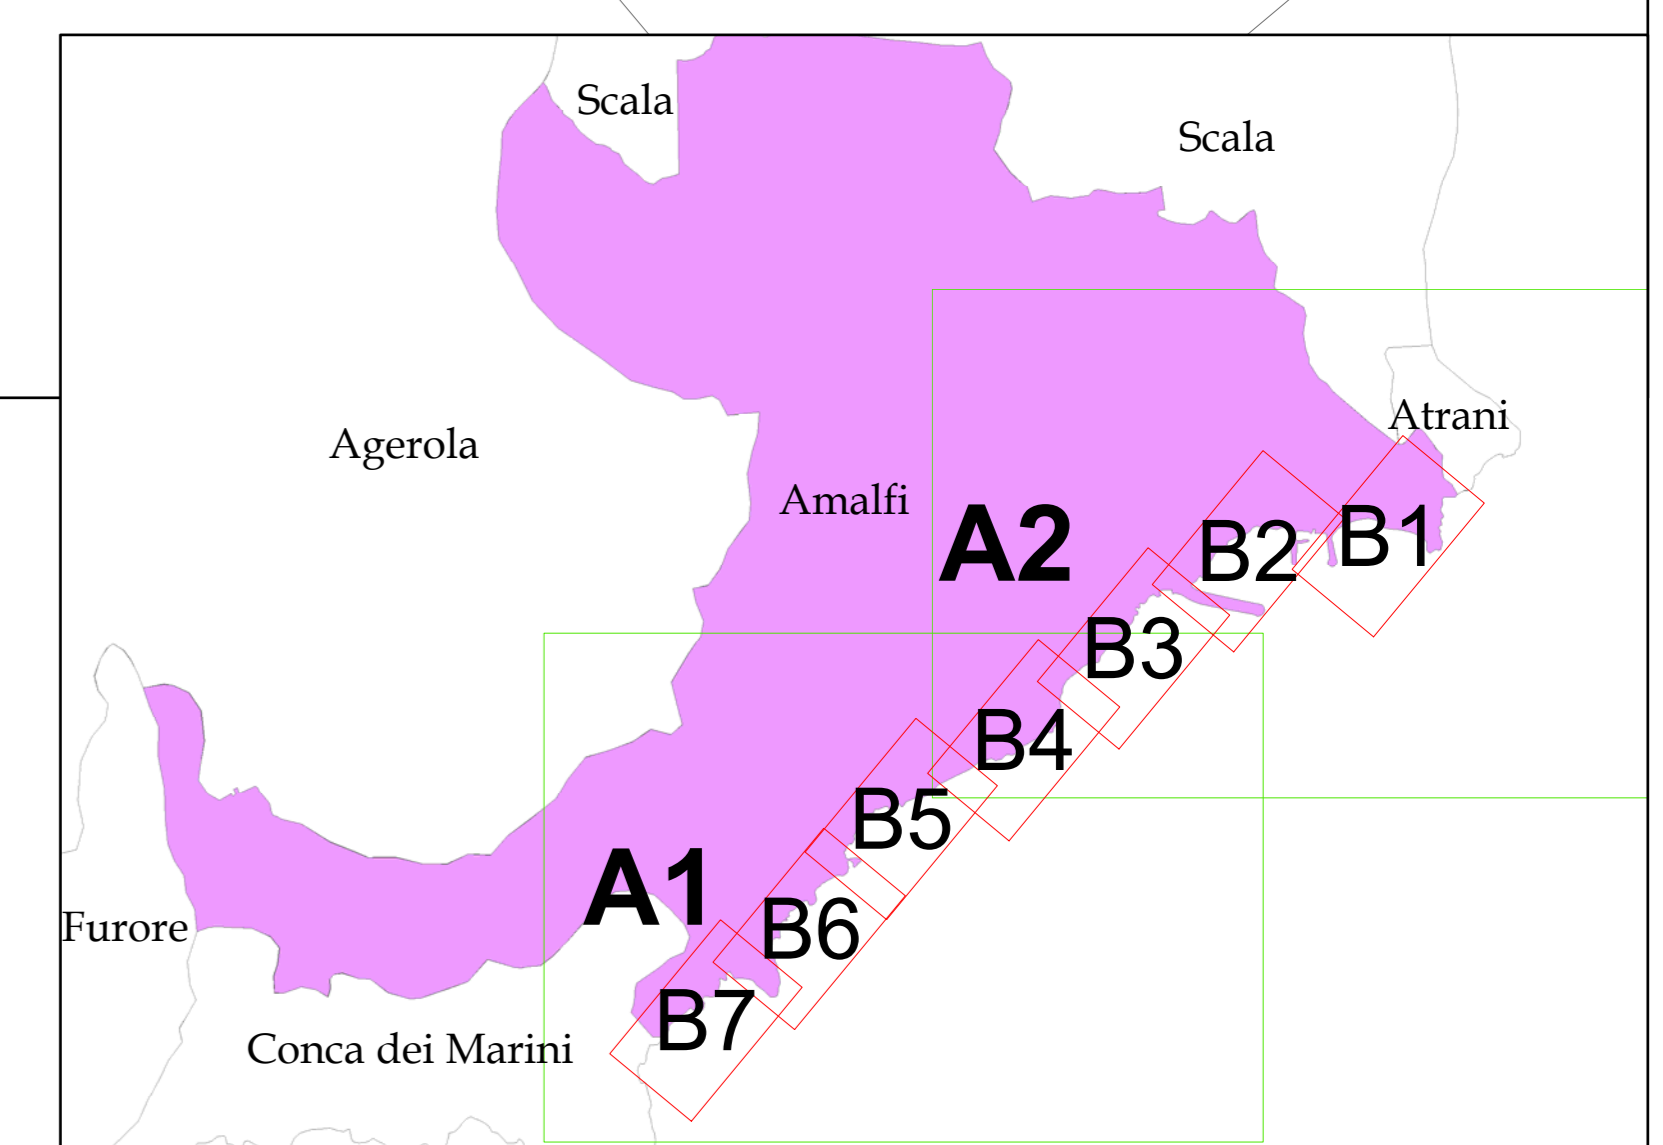 Scala
Scala
Atrani
Agerola
Amalfi
A2
B1
B2
B3
B4
B5
A1
B6
Furore
B7
Conca dei Marini